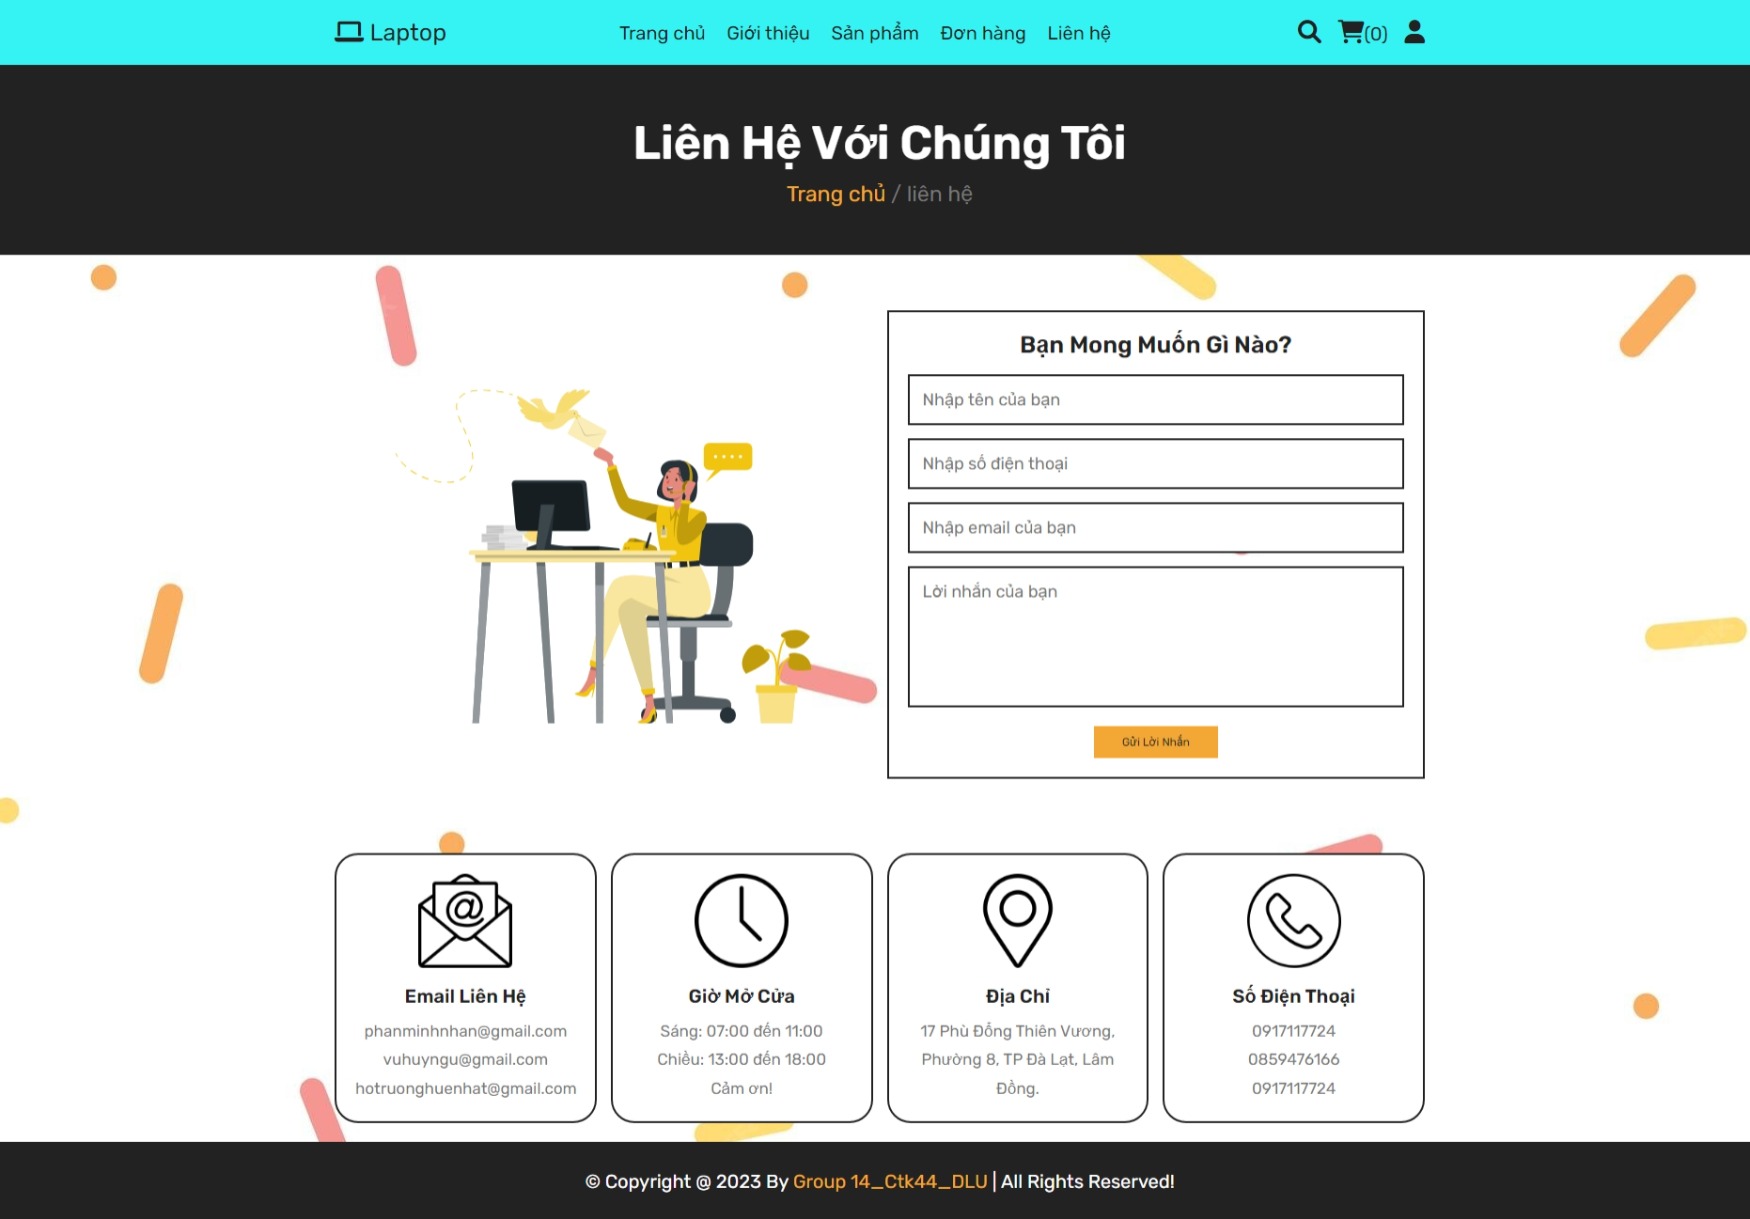 Laptop
Trang chủ Giới thiệu Sản phẩm Đơn hàng Liên hệ
(0)
Liên Hệ Với Chúng Tôi
Trang chủ / liên hệ
Bạn Mong Muốn Gì Nào?
Nhập tên của bạn
Nhập số điện thoại
Nhập email của bạn
Lời nhắn của bạn
Gửi Lời Nhắn
Email Liên Hệ
phanminhnhan@gmail.com
vuhuyngu@gmail.com
hotruonghuenhat@gmail.com
Giờ Mở Cửa
Sáng: 07:00 đến 11:00
Chiều: 13:00 đến 18:00
Cảm ơn!
Địa Chỉ
17 Phù Đổng Thiên Vương,
Phường 8, TP Đà Lạt, Lâm
Đồng.
Số Điện Thoại
0917117724
0859476166
0917117724
© Copyright @ 2023 By Group 14_Ctk44_DLU | All Rights Reserved!